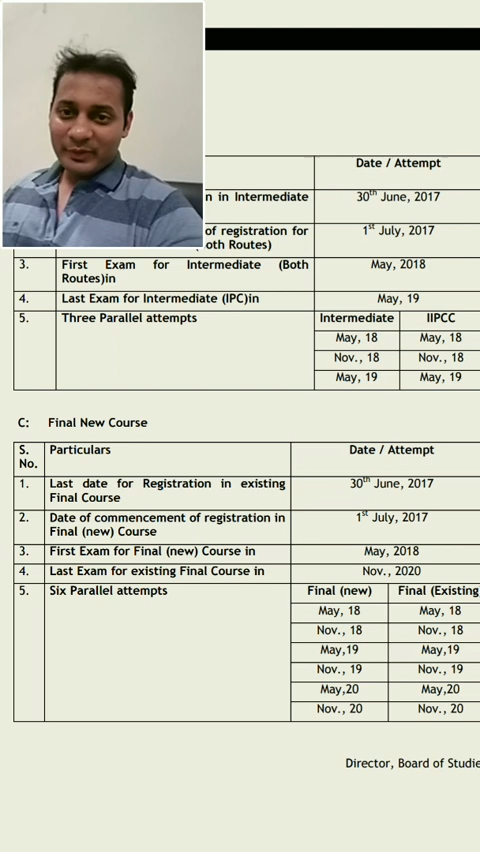 Date / Attempt
n in Intermediate
30th June, 2017
of registration for
oth Routes)
1st July, 2017
3. First Exam for Intermediate (Both
Routes)in
May, 2018
4. Last Exam for Intermediate (IPC)in May, 19
5. Three Parallel attempts Intermediate IIPCC
May, 18 May, 18
Nov., 18 Nov., 18
May, 19 May, 19
C: Final New Course
S.
No.
Particulars Date / Attempt
1. Last date for Registration in existing
Final Course
30th June, 2017
2. Date of commencement of registration in
Final (new) Course
1st July, 2017
3. First Exam for Final (new) Course in May, 2018
4. Last Exam for existing Final Course in Nov., 2020
5. Six Parallel attempts Final (new) Final (Existing
May, 18 May, 18
Nov., 18 Nov., 18
May,19 May,19
Nov., 19 Nov., 19
May,20 May,20
Nov., 20 Nov., 20
Director, Board of Studie